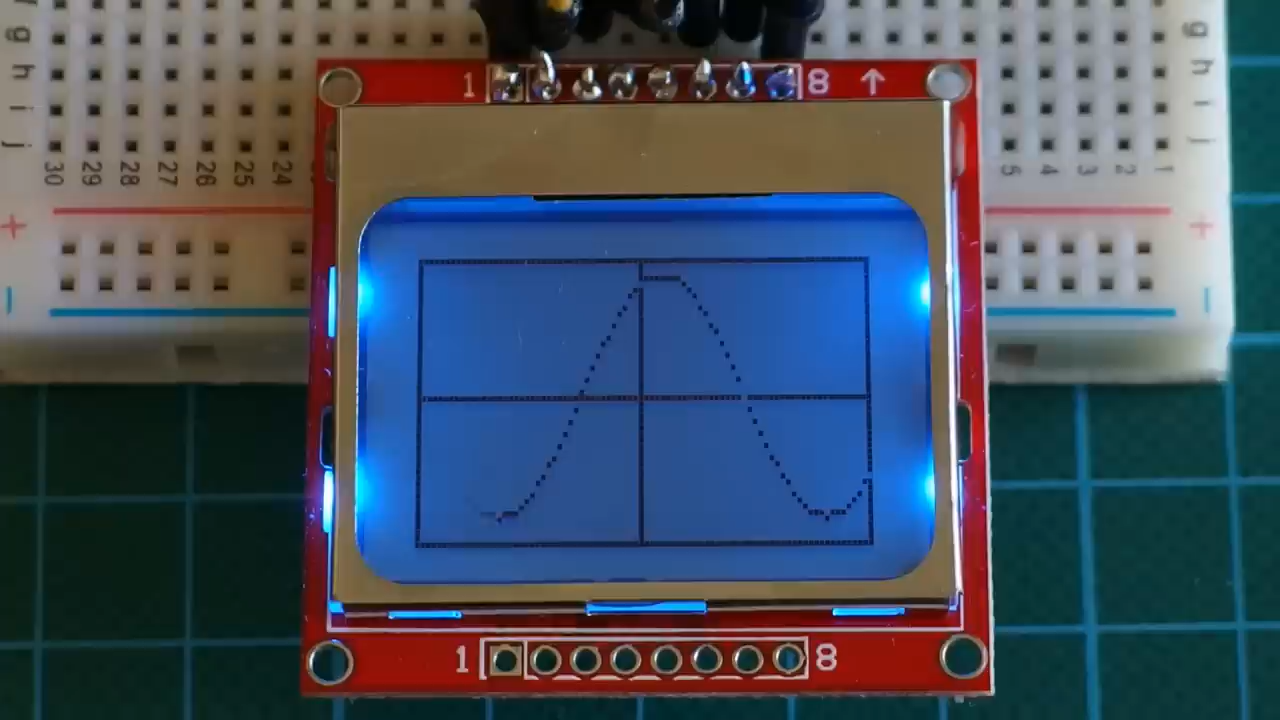 g g
h h
i i
j j
1 8 ↑
30 29 28 27 26 25 24 5 4 3 2 1
+ +
- -
1 8